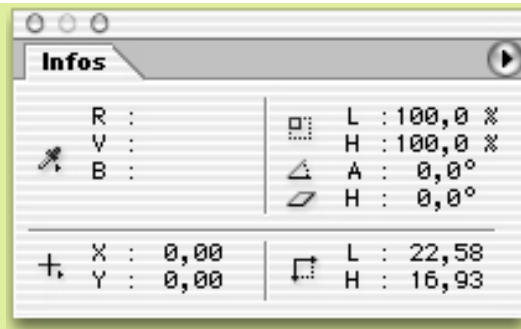 Infos
R :
V :
B :
L : 100,0 %
H : 100,0 %
A : 0,0°
H : 0,0°
X : 0,00
Y : 0,00
L : 22,58
H : 16,93